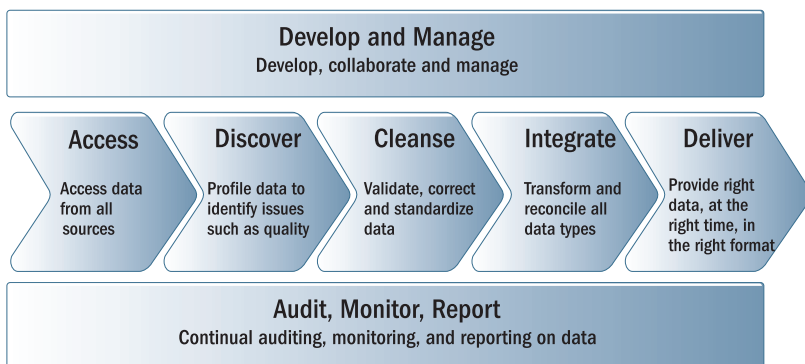 Develop and Manage
Develop, collaborate and manage
Access
Access data
from all
sources
Discover
Profile data to
identify issues
such as quality
Cleanse
Validate, correct
and standardize
data
Integrate
Transform and
reconcile all
data types
Deliver
Provide right
data, at the
right time, in
the right format
Audit, Monitor, Report
Continual auditing, monitoring, and reporting on data